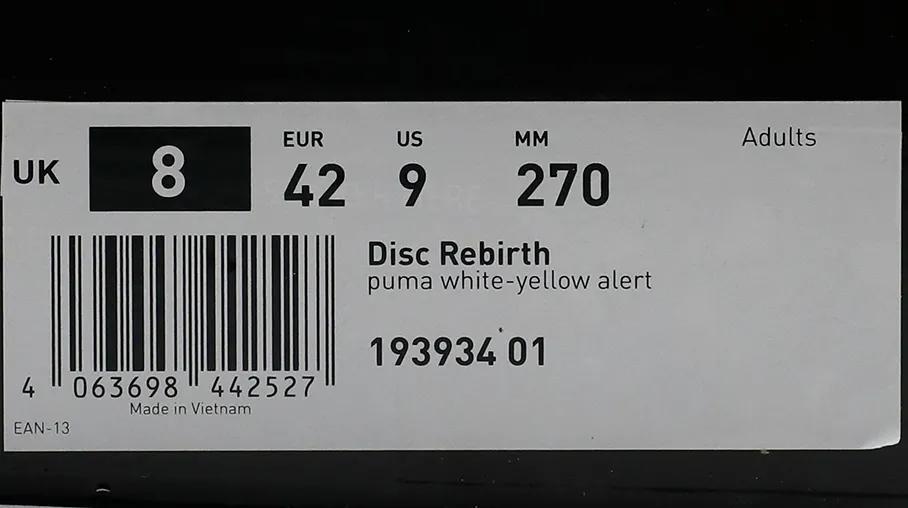 UK 8 EUR 42 US 9 MM 270 Adults
Disc Rebirth
puma white-yellow alert
193934 01
4 063698 442527
Made in Vietnam
EAN-13